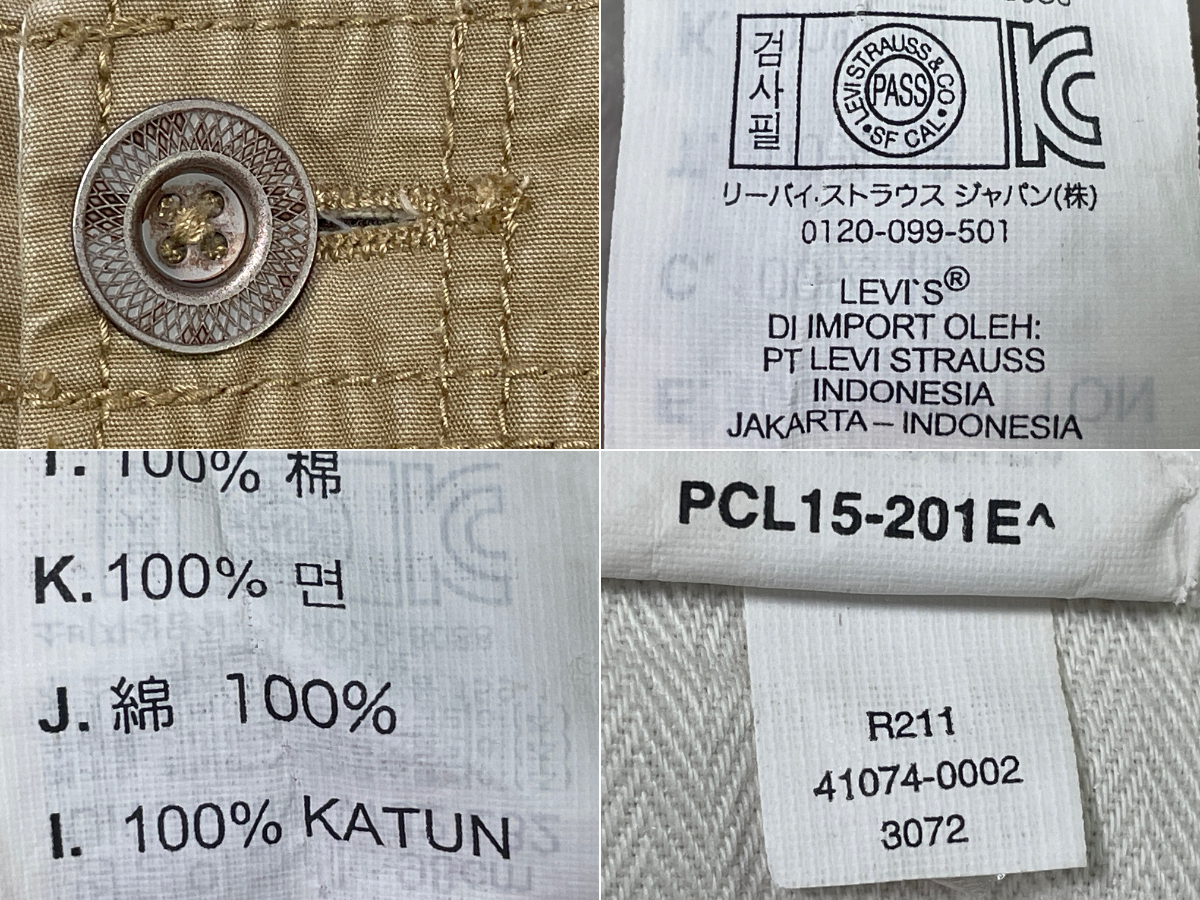 검사필
LEVI STRAUSS & CO.
PASS
SF CAL
リーバイ.ストラウス ジャパン(株)
0120-099-501
LEVI`S®
DI IMPORT OLEH:
PT LEVI STRAUSS
INDONESIA
JAKARTA – INDONESIA
100% 棉
K. 100% 면
J. 綿 100%
I. 100% KATUN
PCL15-201E^
R211
41074-0002
3072